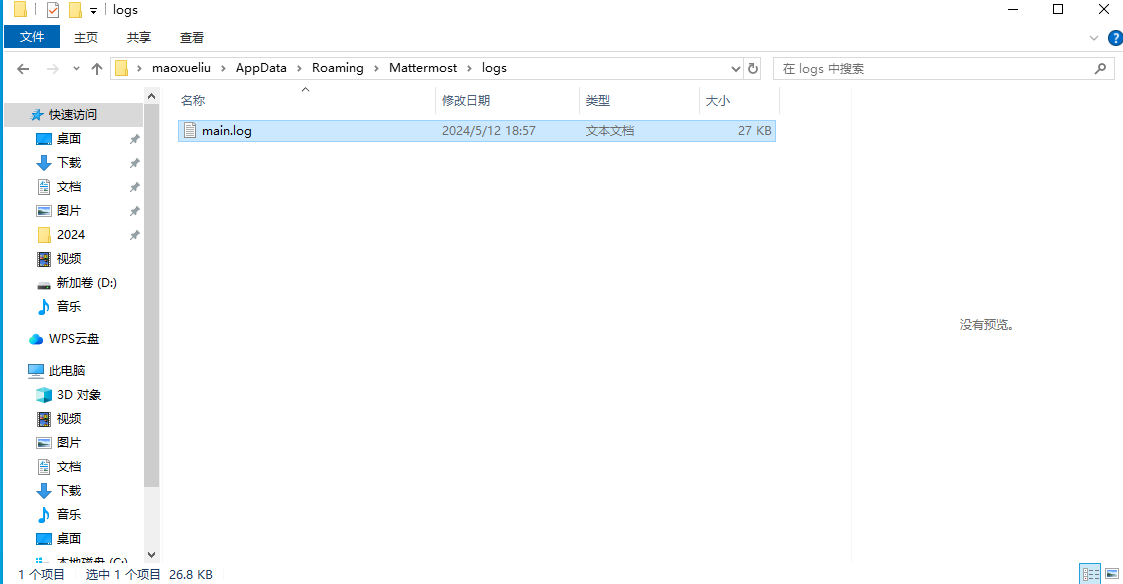 logs
文件 主页 共享 查看
maoxueliu › AppData › Roaming › Mattermost › logs
在 logs 中搜索
名称 修改日期 类型 大小
main.log 2024/5/12 18:57 文本文档 27 KB
快速访问
桌面
下载
文档
图片
2024
视频
新加卷 (D:)
音乐
WPS云盘
此电脑
3D 对象
视频
图片
文档
下载
音乐
桌面
本地磁盘 (C:)
没有预览。
1 个项目 选中 1 个项目 26.8 KB